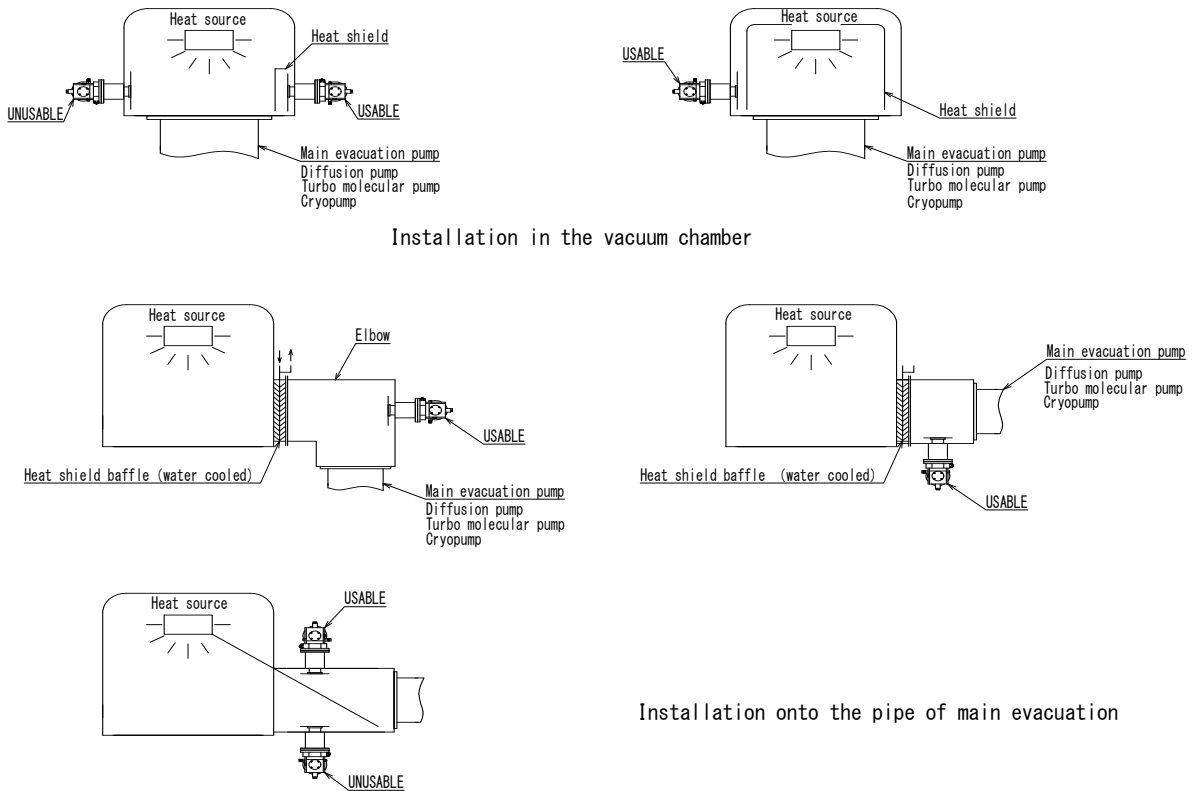 Heat source
Heat shield
UNUSABLE
USABLE
Main evacuation pump
Diffusion pump
Turbo molecular pump
Cryopump
Heat source
USABLE
Heat shield
Main evacuation pump
Diffusion pump
Turbo molecular pump
Cryopump
Installation in the vacuum chamber
Heat source
Elbow
USABLE
Heat shield baffle (water cooled)
Main evacuation pump
Diffusion pump
Turbo molecular pump
Cryopump
Heat source
Main evacuation pump
Diffusion pump
Turbo molecular pump
Cryopump
Heat shield baffle (water cooled)
USABLE
Heat source
USABLE
UNUSABLE
Installation onto the pipe of main evacuation